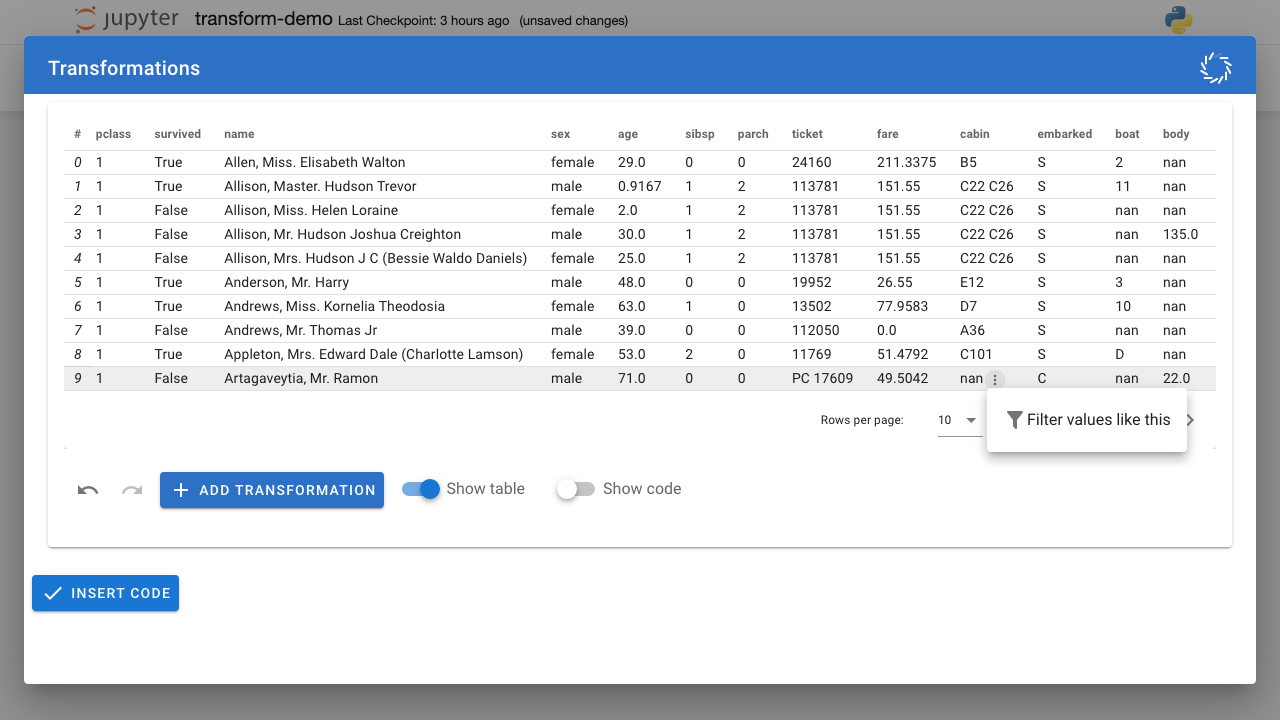 jupyter transform-demo Last Checkpoint: 3 hours ago (unsaved changes)
Transformations
# pclass survived name sex age sibsp parch ticket fare cabin embarked boat body
0 1 True Allen, Miss. Elisabeth Walton female 29.0 0 0 24160 211.3375 B5 S 2 nan
1 1 True Allison, Master. Hudson Trevor male 0.9167 1 2 113781 151.55 C22 C26 S 11 nan
2 1 False Allison, Miss. Helen Loraine female 2.0 1 2 113781 151.55 C22 C26 S nan nan
3 1 False Allison, Mr. Hudson Joshua Creighton male 30.0 1 2 113781 151.55 C22 C26 S nan 135.0
4 1 False Allison, Mrs. Hudson J C (Bessie Waldo Daniels) female 25.0 1 2 113781 151.55 C22 C26 S nan nan
5 1 True Anderson, Mr. Harry male 48.0 0 0 19952 26.55 E12 S 3 nan
6 1 True Andrews, Miss. Kornelia Theodosia female 63.0 1 0 13502 77.9583 D7 S 10 nan
7 1 False Andrews, Mr. Thomas Jr male 39.0 0 0 112050 0.0 A36 S nan nan
8 1 True Appleton, Mrs. Edward Dale (Charlotte Lamson) female 53.0 2 0 11769 51.4792 C101 S D nan
9 1 False Artagaveytia, Mr. Ramon male 71.0 0 0 PC 17609 49.5042 nan C nan 22.0
Rows per page: 10 Filter values like this
ADD TRANSFORMATION Show table Show code
INSERT CODE